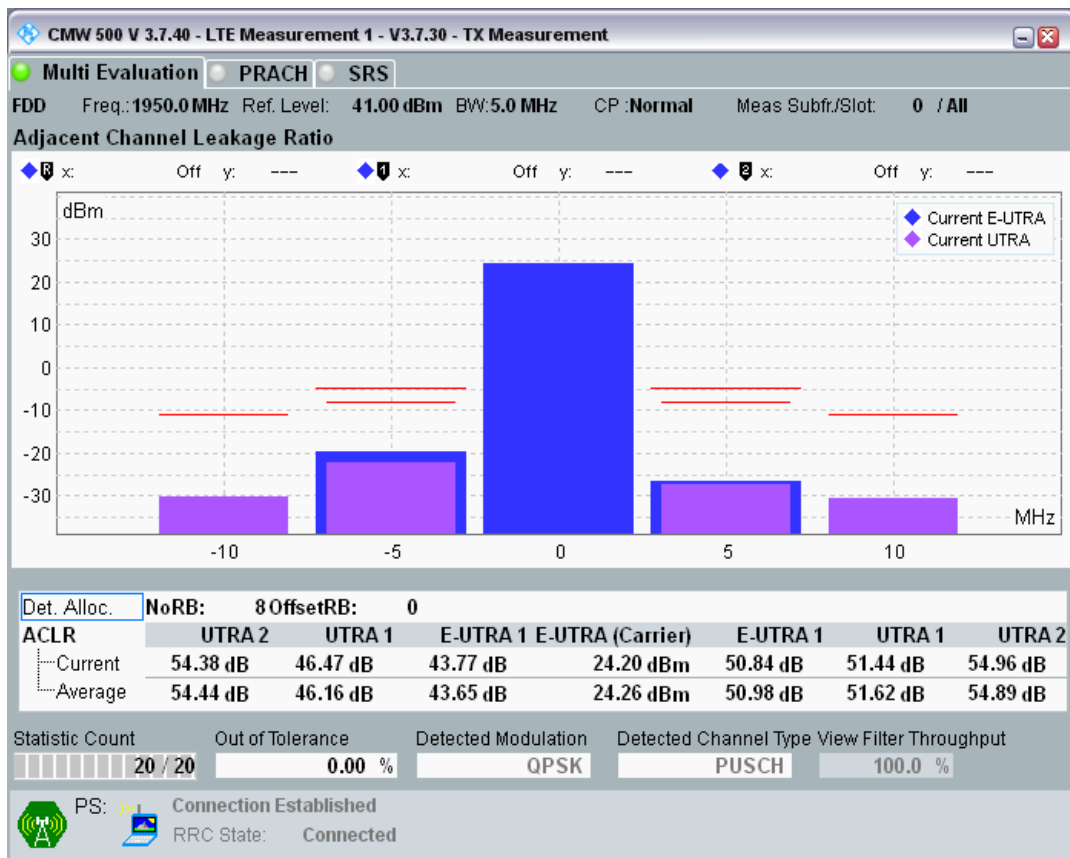 CMW 500 V 3.7.40 - LTE Measurement 1 - V3.7.30 - TX Measurement
Multi Evaluation PRACH SRS
FDD Freq.: 1950.0 MHz Ref. Level: 41.00 dBm BW: 5.0 MHz CP : Normal Meas Subfr./Slot: 0 / All
Adjacent Channel Leakage Ratio
R x: Off y: --- 1 x: Off y: --- 2 x: Off y: ---
dBm
Current E-UTRA
Current UTRA
30
20
10
0
-10
-20
-30
MHz
-10 -5 0 5 10
Det. Alloc. NoRB: 8 OffsetRB: 0
ACLR UTRA 2 UTRA 1 E-UTRA 1 E-UTRA (Carrier) E-UTRA 1 UTRA 1 UTRA 2
Current 54.38 dB 46.47 dB 43.77 dB 24.20 dBm 50.84 dB 51.44 dB 54.96 dB
Average 54.44 dB 46.16 dB 43.65 dB 24.26 dBm 50.98 dB 51.62 dB 54.89 dB
Statistic Count Out of Tolerance Detected Modulation Detected Channel Type View Filter Throughput
20 / 20 0.00 % QPSK PUSCH 100.0 %
PS: Connection Established
RRC State: Connected